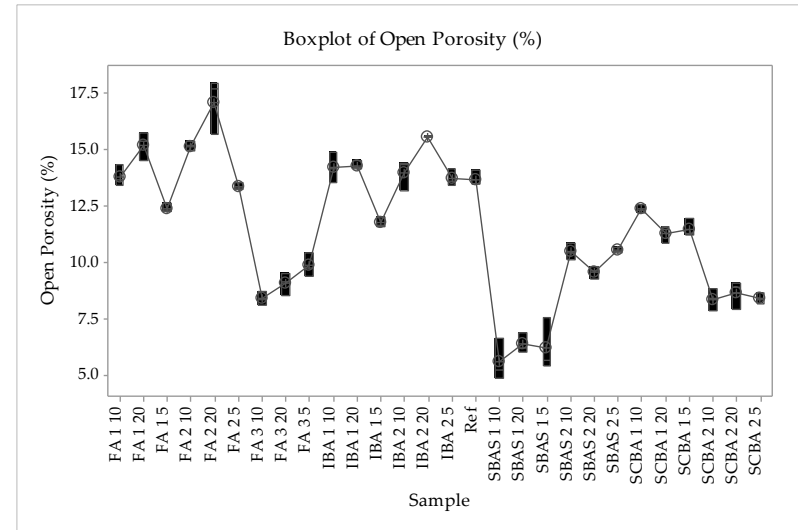 Boxplot of Open Porosity (%)
Open Porosity (%)
17.5
15.0
12.5
10.0
7.5
5.0
FA 1 10
FA 1 20
FA 1 5
FA 2 10
FA 2 20
FA 2 5
FA 3 10
FA 3 20
FA 3 5
IBA 1 10
IBA 1 20
IBA 1 5
IBA 2 10
IBA 2 20
IBA 2 5
Ref
SBAS 1 10
SBAS 1 20
SBAS 1 5
SBAS 2 10
SBAS 2 20
SBAS 2 5
SCBA 1 10
SCBA 1 20
SCBA 1 5
SCBA 2 10
SCBA 2 20
SCBA 2 5
Sample